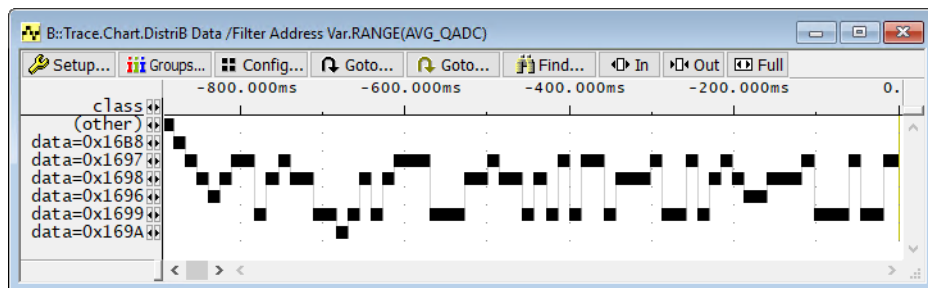 B::Trace.Chart.DistriB Data /Filter Address Var.RANGE(AVG_QADC)
Setup... Groups... Config... Goto... Goto... Find... In Out Full
-800.000ms -600.000ms -400.000ms -200.000ms 0.
class
(other)
data=0x16B8
data=0x1697
data=0x1698
data=0x1696
data=0x1699
data=0x169A